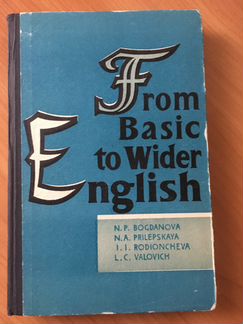 From
Basic
to Wider
English
N. P. BOGDANOVA
N. A. PRILEPSKAYA
I. I. RODIONCHEVA
L. C. VALOVICH